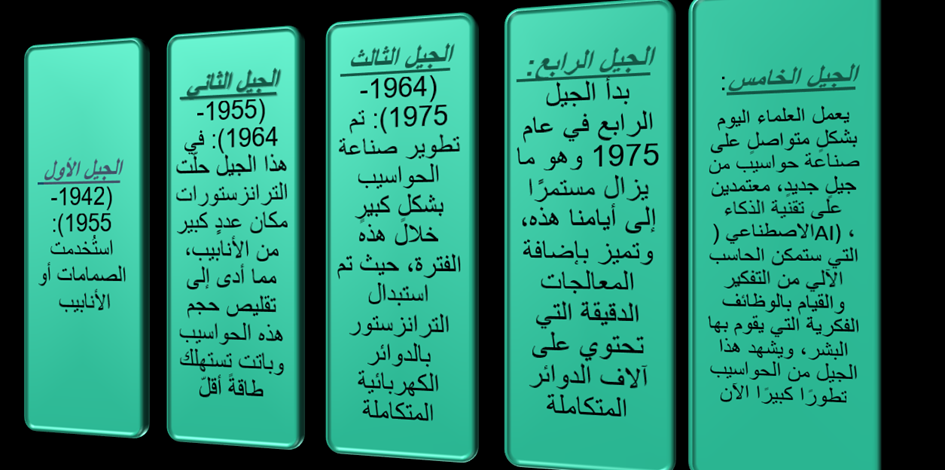 الجيل الأول
(1942-
1955):
استُخدمت
الصمامات أو
الأنابيب
الجيل الثاني
(1955-
1964): في
هذا الجيل حلّت
الترانزستورات
مكان عددٍ كبير
من الأنابيب،
مما أدى إلى
تقليص حجم
هذه الحواسيب
وباتت تستهلك
طاقةً أقلّ
الجيل الثالث
(1964-
1975): تم
تطوير صناعة
الحواسيب
بشكلٍ كبيرٍ
خلال هذه
الفترة، حيث تم
استبدال
الترانزستور
بالدوائر
الكهربائية
المتكاملة
الجيل الرابع:
بدأ الجيل
الرابع في عام
1975 وهو ما
يزال مستمرًا
إلى أيامنا هذه،
وتميز بإضافة
المعالجات
الدقيقة التي
تحتوي على
آلاف الدوائر
المتكاملة
الجيل الخامس:
يعمل العلماء اليوم
بشكلٍ متواصلٍ على
صناعة حواسيب من
جيلٍ جديدٍ، معتمدين
على تقنية الذكاء
الاصطناعي (AI) ،
التي ستمكن الحاسب
الآلي من التفكير
والقيام بالوظائف
الفكرية التي يقوم بها
البشر، ويشهد هذا
الجيل من الحواسيب
تطورًا كبيرًا الآن